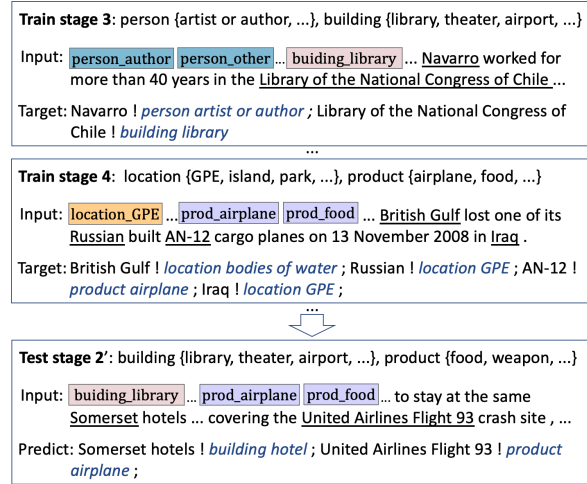 Train stage 3: person {artist or author, ...}, building {library, theater, airport, ...}
Input: person_author person_other ... buiding_library ... Navarro worked for
more than 40 years in the Library of the National Congress of Chile ...
Target: Navarro ! person artist or author ; Library of the National Congress of
Chile ! building library
...
Train stage 4: location {GPE, island, park, ...}, product {airplane, food, ...}
Input: location_GPE ... prod_airplane prod_food ... British Gulf lost one of its
Russian built AN-12 cargo planes on 13 November 2008 in Iraq .
Target: British Gulf ! location bodies of water ; Russian ! location GPE ; AN-12 !
product airplane ; Iraq ! location GPE ;
...
Test stage 2′: building {library, theater, airport, ...}, product {food, weapon, ...}
Input: buiding_library ... prod_airplane prod_food ... to stay at the same
Somerset hotels ... covering the United Airlines Flight 93 crash site , ...
Predict: Somerset hotels ! building hotel ; United Airlines Flight 93 ! product
airplane ;